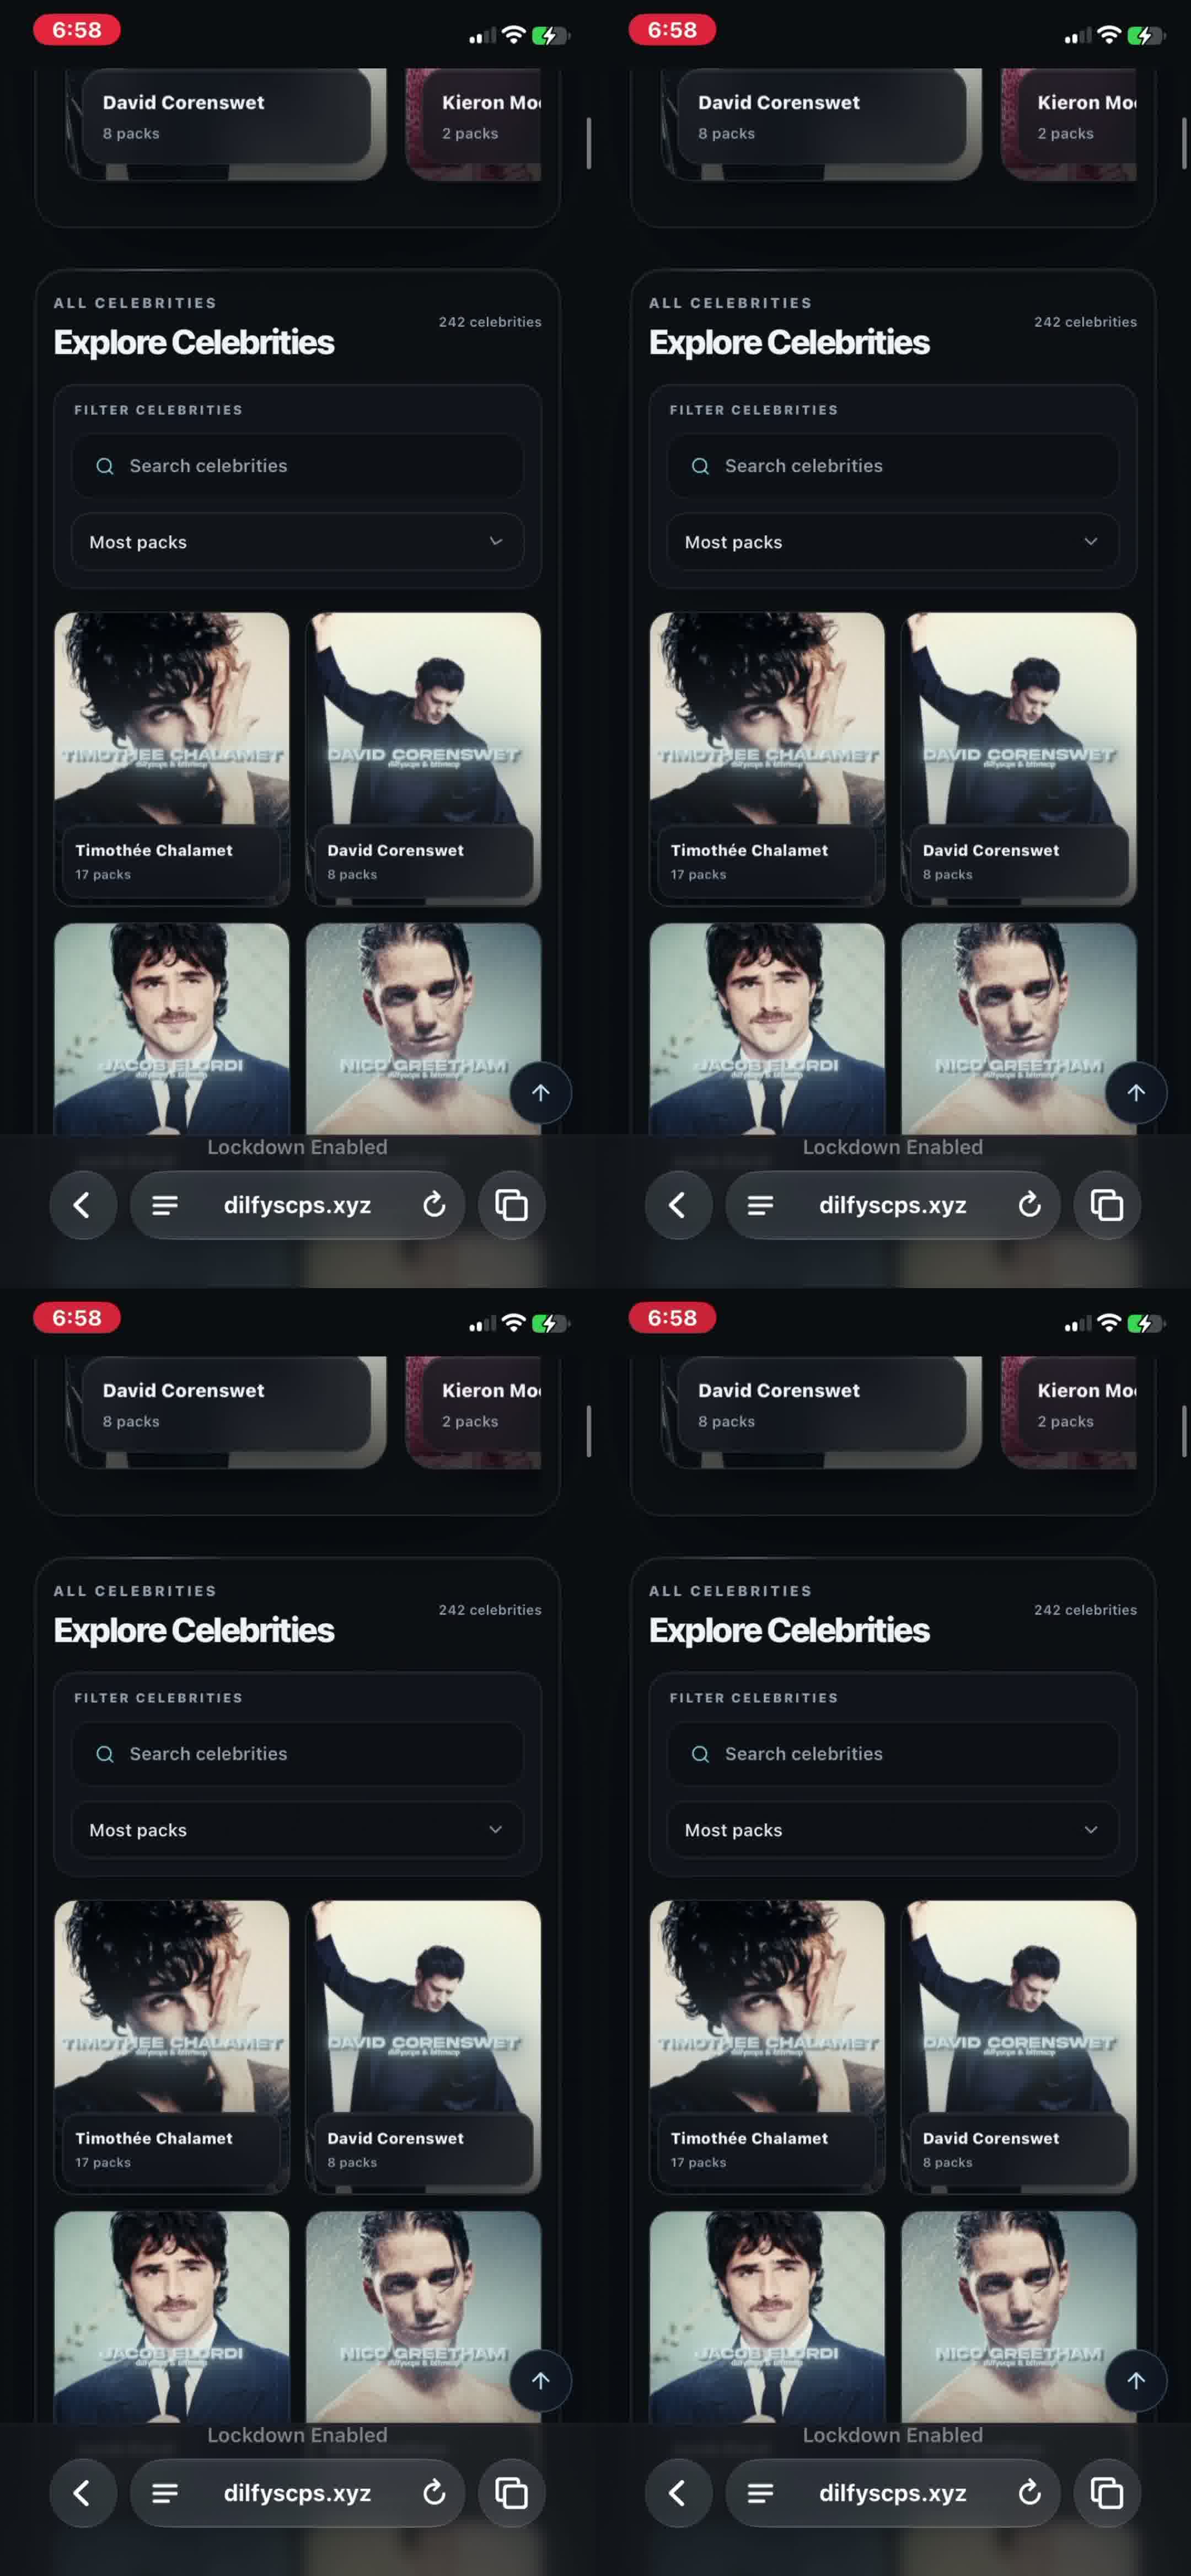 6:58
David Corenswet
8 packs
Kieron Mo
2 packs
ALL CELEBRITIES
242 celebrities
Explore Celebrities
FILTER CELEBRITIES
Search celebrities
Most packs
TIMOTHEE CHALAMET
DAVID CORENSWET
Timothée Chalamet
17 packs
David Corenswet
8 packs
JACOB ELORDI
NICO GREETHAM
Lockdown Enabled
dilfyscps.xyz
6:58
David Corenswet
8 packs
Kieron Mo
2 packs
ALL CELEBRITIES
242 celebrities
Explore Celebrities
FILTER CELEBRITIES
Search celebrities
Most packs
TIMOTHEE CHALAMET
DAVID CORENSWET
Timothée Chalamet
17 packs
David Corenswet
8 packs
JACOB ELORDI
NICO GREETHAM
Lockdown Enabled
dilfyscps.xyz
6:58
David Corenswet
8 packs
Kieron Mo
2 packs
ALL CELEBRITIES
242 celebrities
Explore Celebrities
FILTER CELEBRITIES
Search celebrities
Most packs
TIMOTHEE CHALAMET
DAVID CORENSWET
Timothée Chalamet
17 packs
David Corenswet
8 packs
JACOB ELORDI
NICO GREETHAM
Lockdown Enabled
dilfyscps.xyz
6:58
David Corenswet
8 packs
Kieron Mo
2 packs
ALL CELEBRITIES
242 celebrities
Explore Celebrities
FILTER CELEBRITIES
Search celebrities
Most packs
TIMOTHEE CHALAMET
DAVID CORENSWET
Timothée Chalamet
17 packs
David Corenswet
8 packs
JACOB ELORDI
NICO GREETHAM
Lockdown Enabled
dilfyscps.xyz